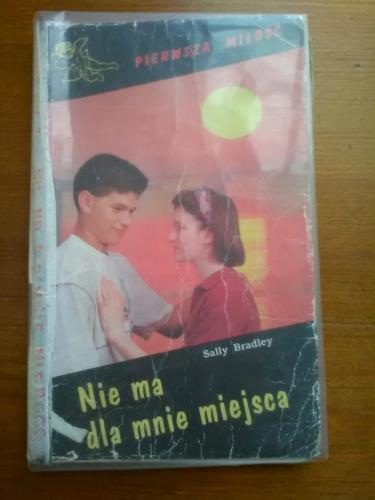 PIERWSZA MIŁOŚĆ
Sally Bradley
Nie ma
dla mnie miejsca